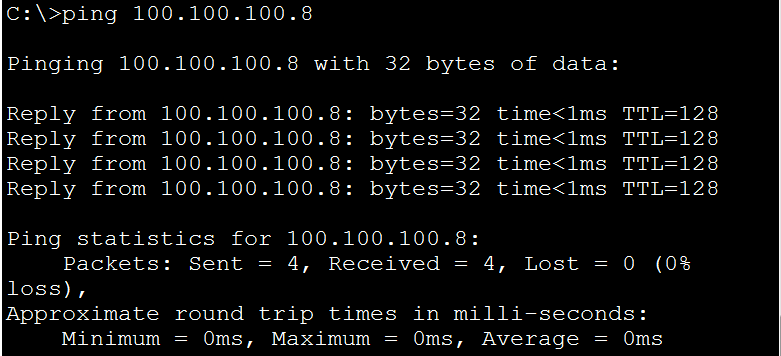 C:\>ping 100.100.100.8
Pinging 100.100.100.8 with 32 bytes of data:
Reply from 100.100.100.8: bytes=32 time<1ms TTL=128
Reply from 100.100.100.8: bytes=32 time<1ms TTL=128
Reply from 100.100.100.8: bytes=32 time<1ms TTL=128
Reply from 100.100.100.8: bytes=32 time<1ms TTL=128
Ping statistics for 100.100.100.8:
Packets: Sent = 4, Received = 4, Lost = 0 (0%
loss),
Approximate round trip times in milli-seconds:
Minimum = 0ms, Maximum = 0ms, Average = 0ms